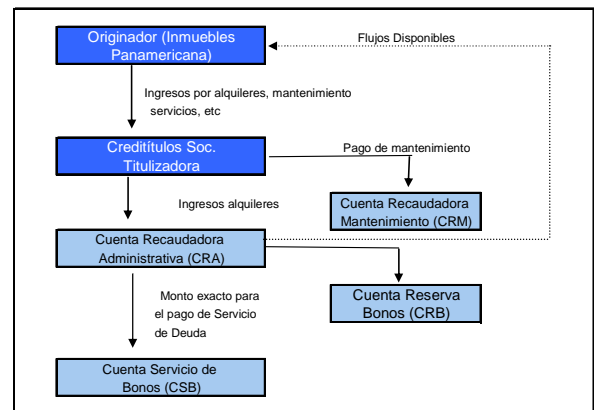 Originador (Inmuebles
Panamericana)
Flujos Disponibles
Ingresos por alquileres, mantenimiento
servicios, etc
Creditítulos Soc.
Titulizadora
Pago de mantenimiento
Ingresos alquileres
Cuenta Recaudadora
Mantenimiento (CRM)
Cuenta Recaudadora
Administrativa (CRA)
Monto exacto para
el pago de Servicio
de Deuda
Cuenta Reserva
Bonos (CRB)
Cuenta Servicio de
Bonos (CSB)